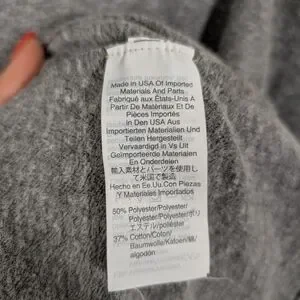 Made in USA Of Imported
Materials And Parts
Fabriqué aux États-Unis À
Partir De Matériaux Et De
Pièces Importés
In Den USA Aus
Importierten Materialien Und
Teilen Hergestellt
Vervaardigd in Vs Uit
Geïmporteerde Materialen
En Onderdelen
輸入素材とパーツを使用し
て米国で製造
Hecho en Ee.Uu.Con Piezas
Y Materiales Importados
60% Polyester/Polyester/
Polyester/Polyester/ポリ
エステル/poliéster
37% Cotton/Coton/
Baumwolle/Katoen/綿/
algodón